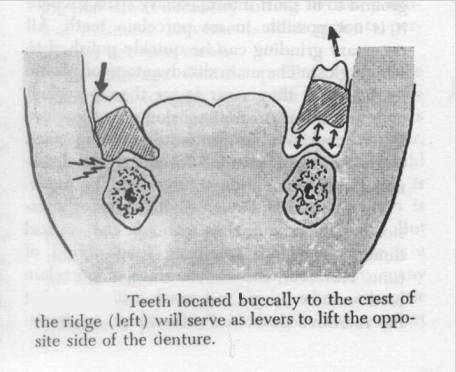 Teeth located buccally to the crest of
the ridge (left) will serve as levers to lift the oppo-
site side of the denture.